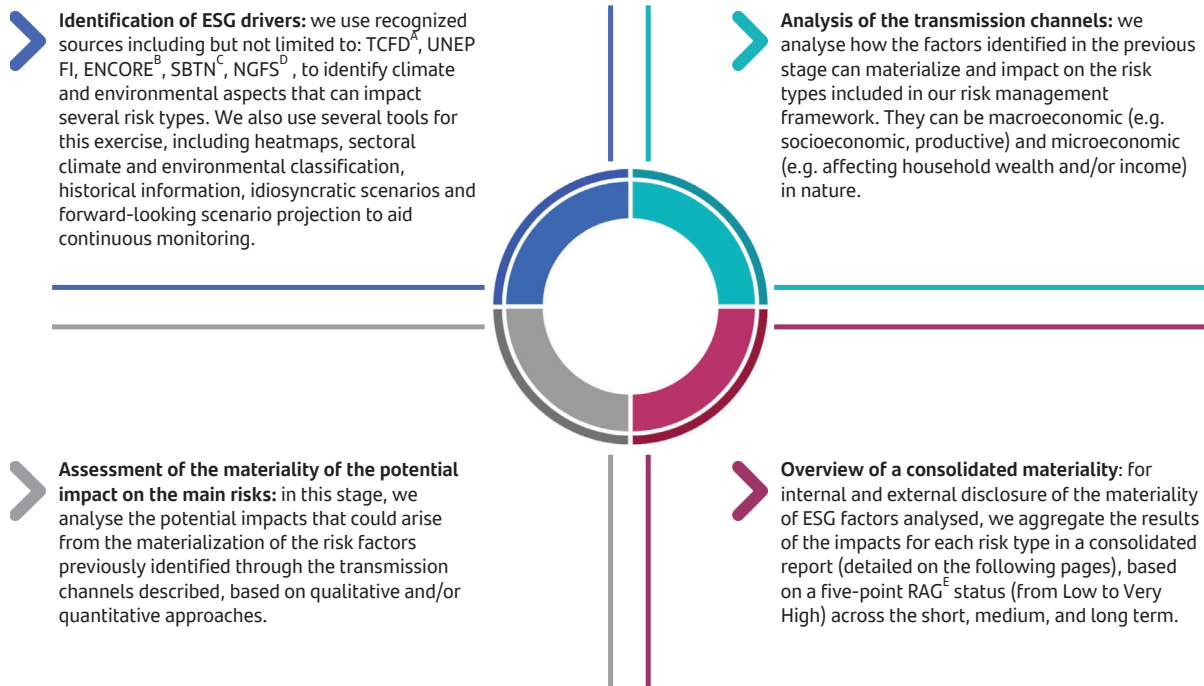 Identification of ESG drivers: we use recognized
sources including but not limited to: TCFD^A, UNEP
FI, ENCORE^B, SBTN^C, NGFS^D , to identify climate
and environmental aspects that can impact
several risk types. We also use several tools for
this exercise, including heatmaps, sectoral
climate and environmental classification,
historical information, idiosyncratic scenarios and
forward-looking scenario projection to aid
continuous monitoring.
Analysis of the transmission channels: we
analyse how the factors identified in the previous
stage can materialize and impact on the risk
types included in our risk management
framework. They can be macroeconomic (e.g.
socioeconomic, productive) and microeconomic
(e.g. affecting household wealth and/or income)
in nature.
Assessment of the materiality of the potential
impact on the main risks: in this stage, we
analyse the potential impacts that could arise
from the materialization of the risk factors
previously identified through the transmission
channels described, based on qualitative and/or
quantitative approaches.
Overview of a consolidated materiality: for
internal and external disclosure of the materiality
of ESG factors analysed, we aggregate the results
of the impacts for each risk type in a consolidated
report (detailed on the following pages), based
on a five-point RAG^E status (from Low to Very
High) across the short, medium, and long term.